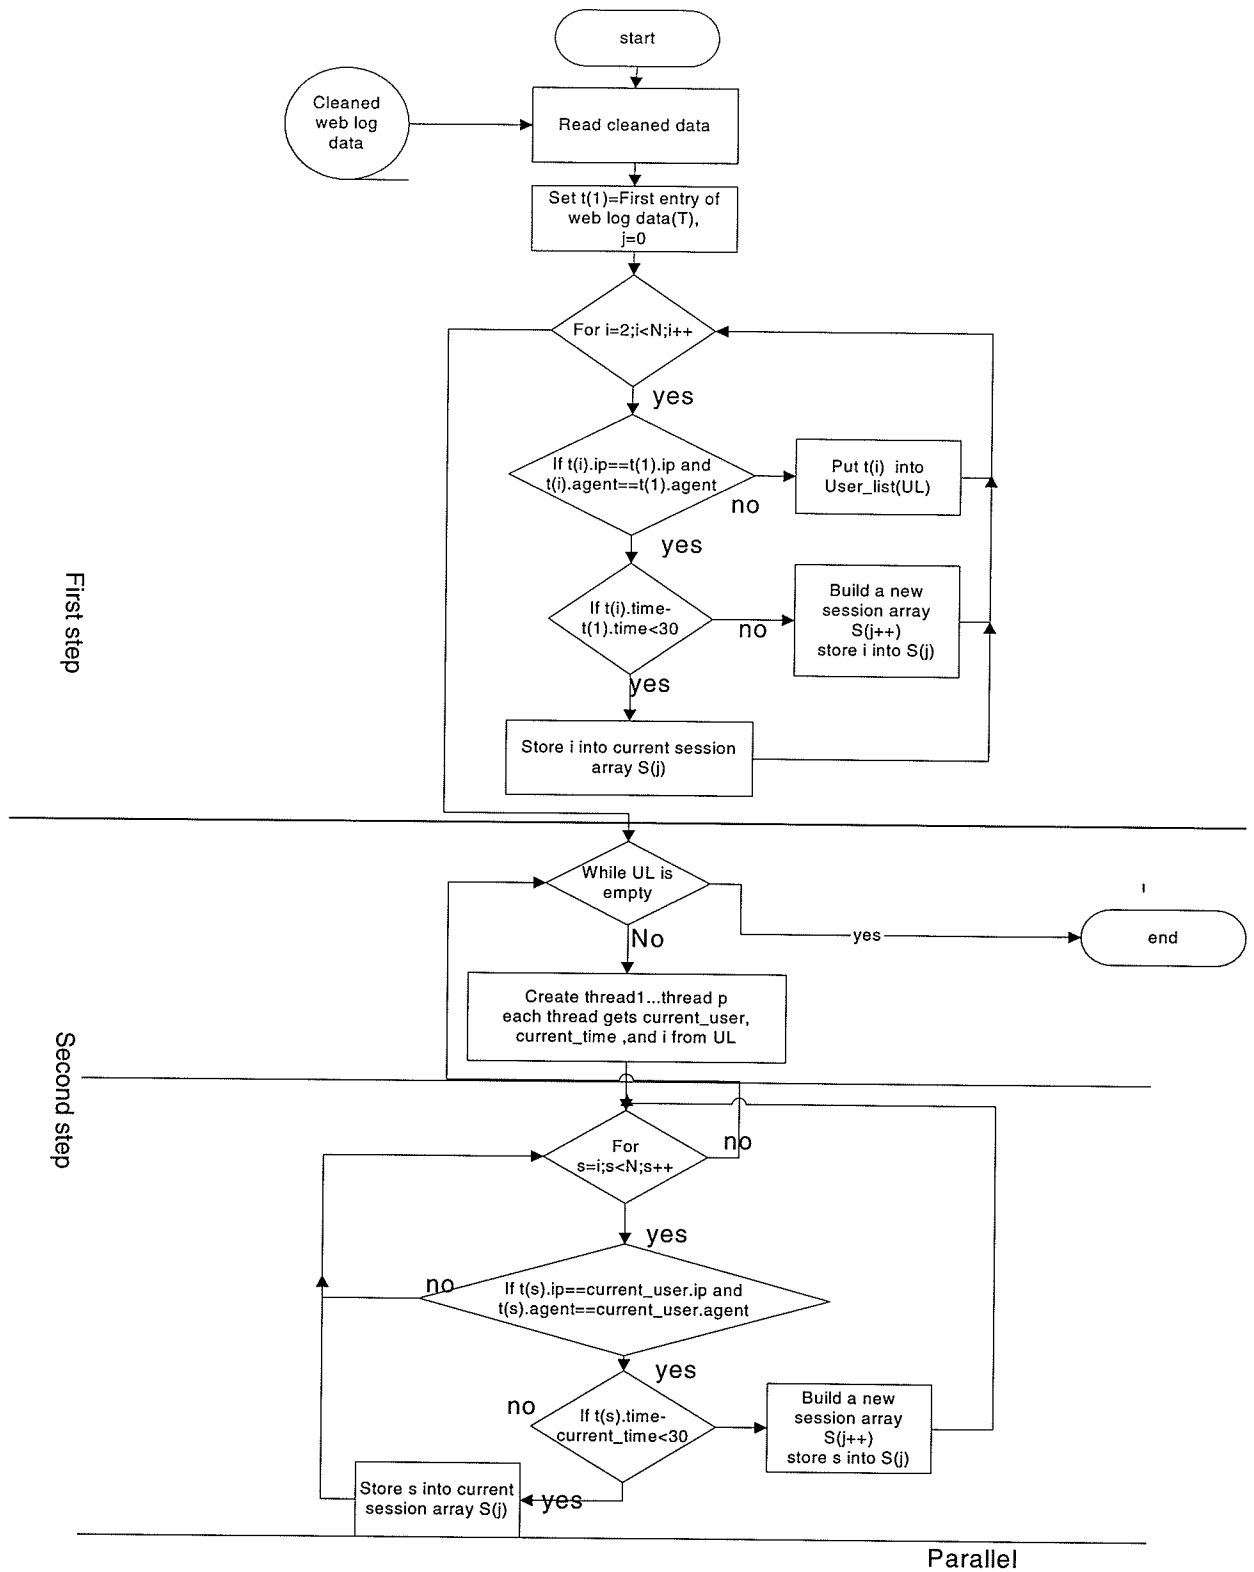 start
Cleaned
web log
data
Read cleaned data
Set t(1)=First entry of
web log data(T),
j=0
For i=2;i<N;i++
yes
If t(i).ip==t(1).ip and
t(i).agent==t(1).agent
no
Put t(i) into
User_list(UL)
yes
First step
If t(i).time-
t(1).time<30
no
Build a new
session array
S(j++)
store i into S(j)
yes
Store i into current session
array S(j)
While UL is
empty
yes
end
No
Create thread1...thread p
each thread gets current_user,
current_time ,and i from UL
Second step
For
s=i;s<N;s++
no
yes
no
If t(s).ip==current_user.ip and
t(s).agent==current_user.agent
yes
no
If t(s).time-
current_time<30
Build a new
session array
S(j++)
store s into S(j)
Store s into current
session array S(j)
yes
Parallel